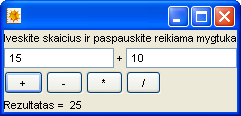 Iveskite skaicius ir paspauskite reikiama mygtuka
15 + 10
+ - * /
Rezultatas = 25